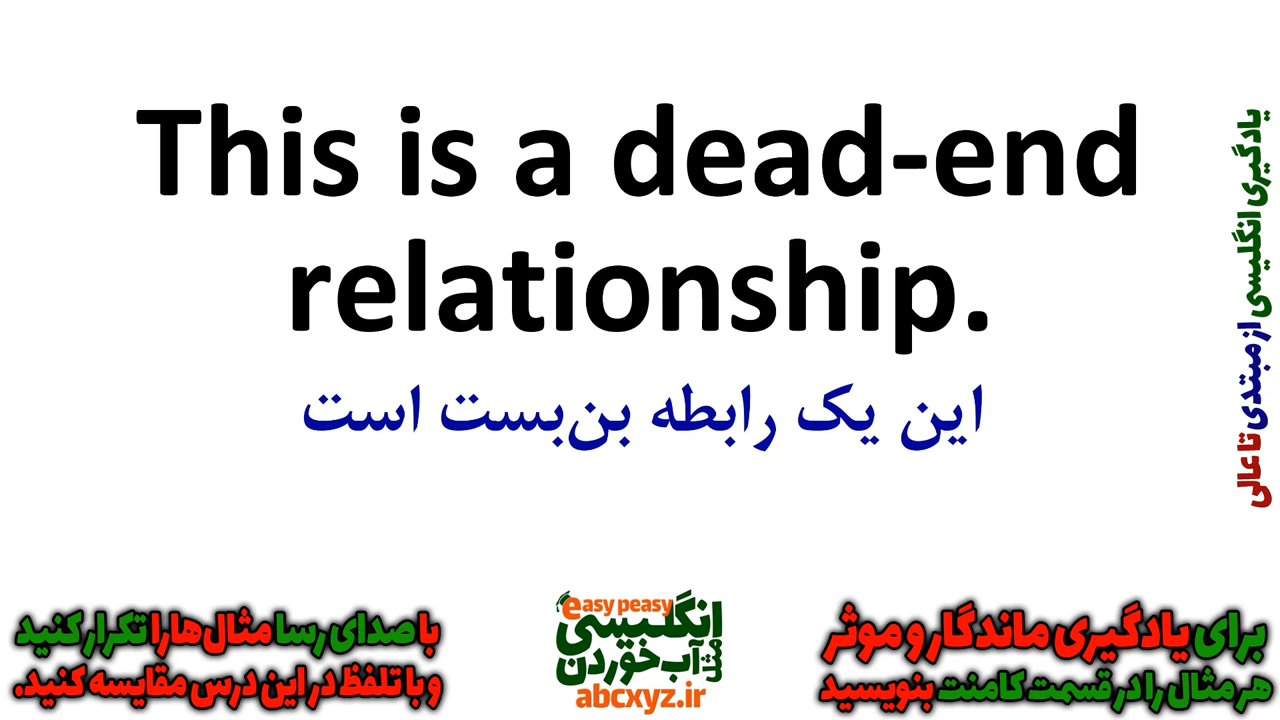 This is a dead-end
relationship.
این یک رابطه بن‌بست است
یادگیری انگلیسی از مبتدی تا عالی
با صدای رسا مثال‌ها را تکرار کنید
و با تلفظ در این درس مقایسه کنید.
easy peasy
انگلیسی
مثل
آب خوردن
abcxyz.ir
برای یادگیری ماندگار و موثر
هر مثال را در قسمت کامنت بنویسید